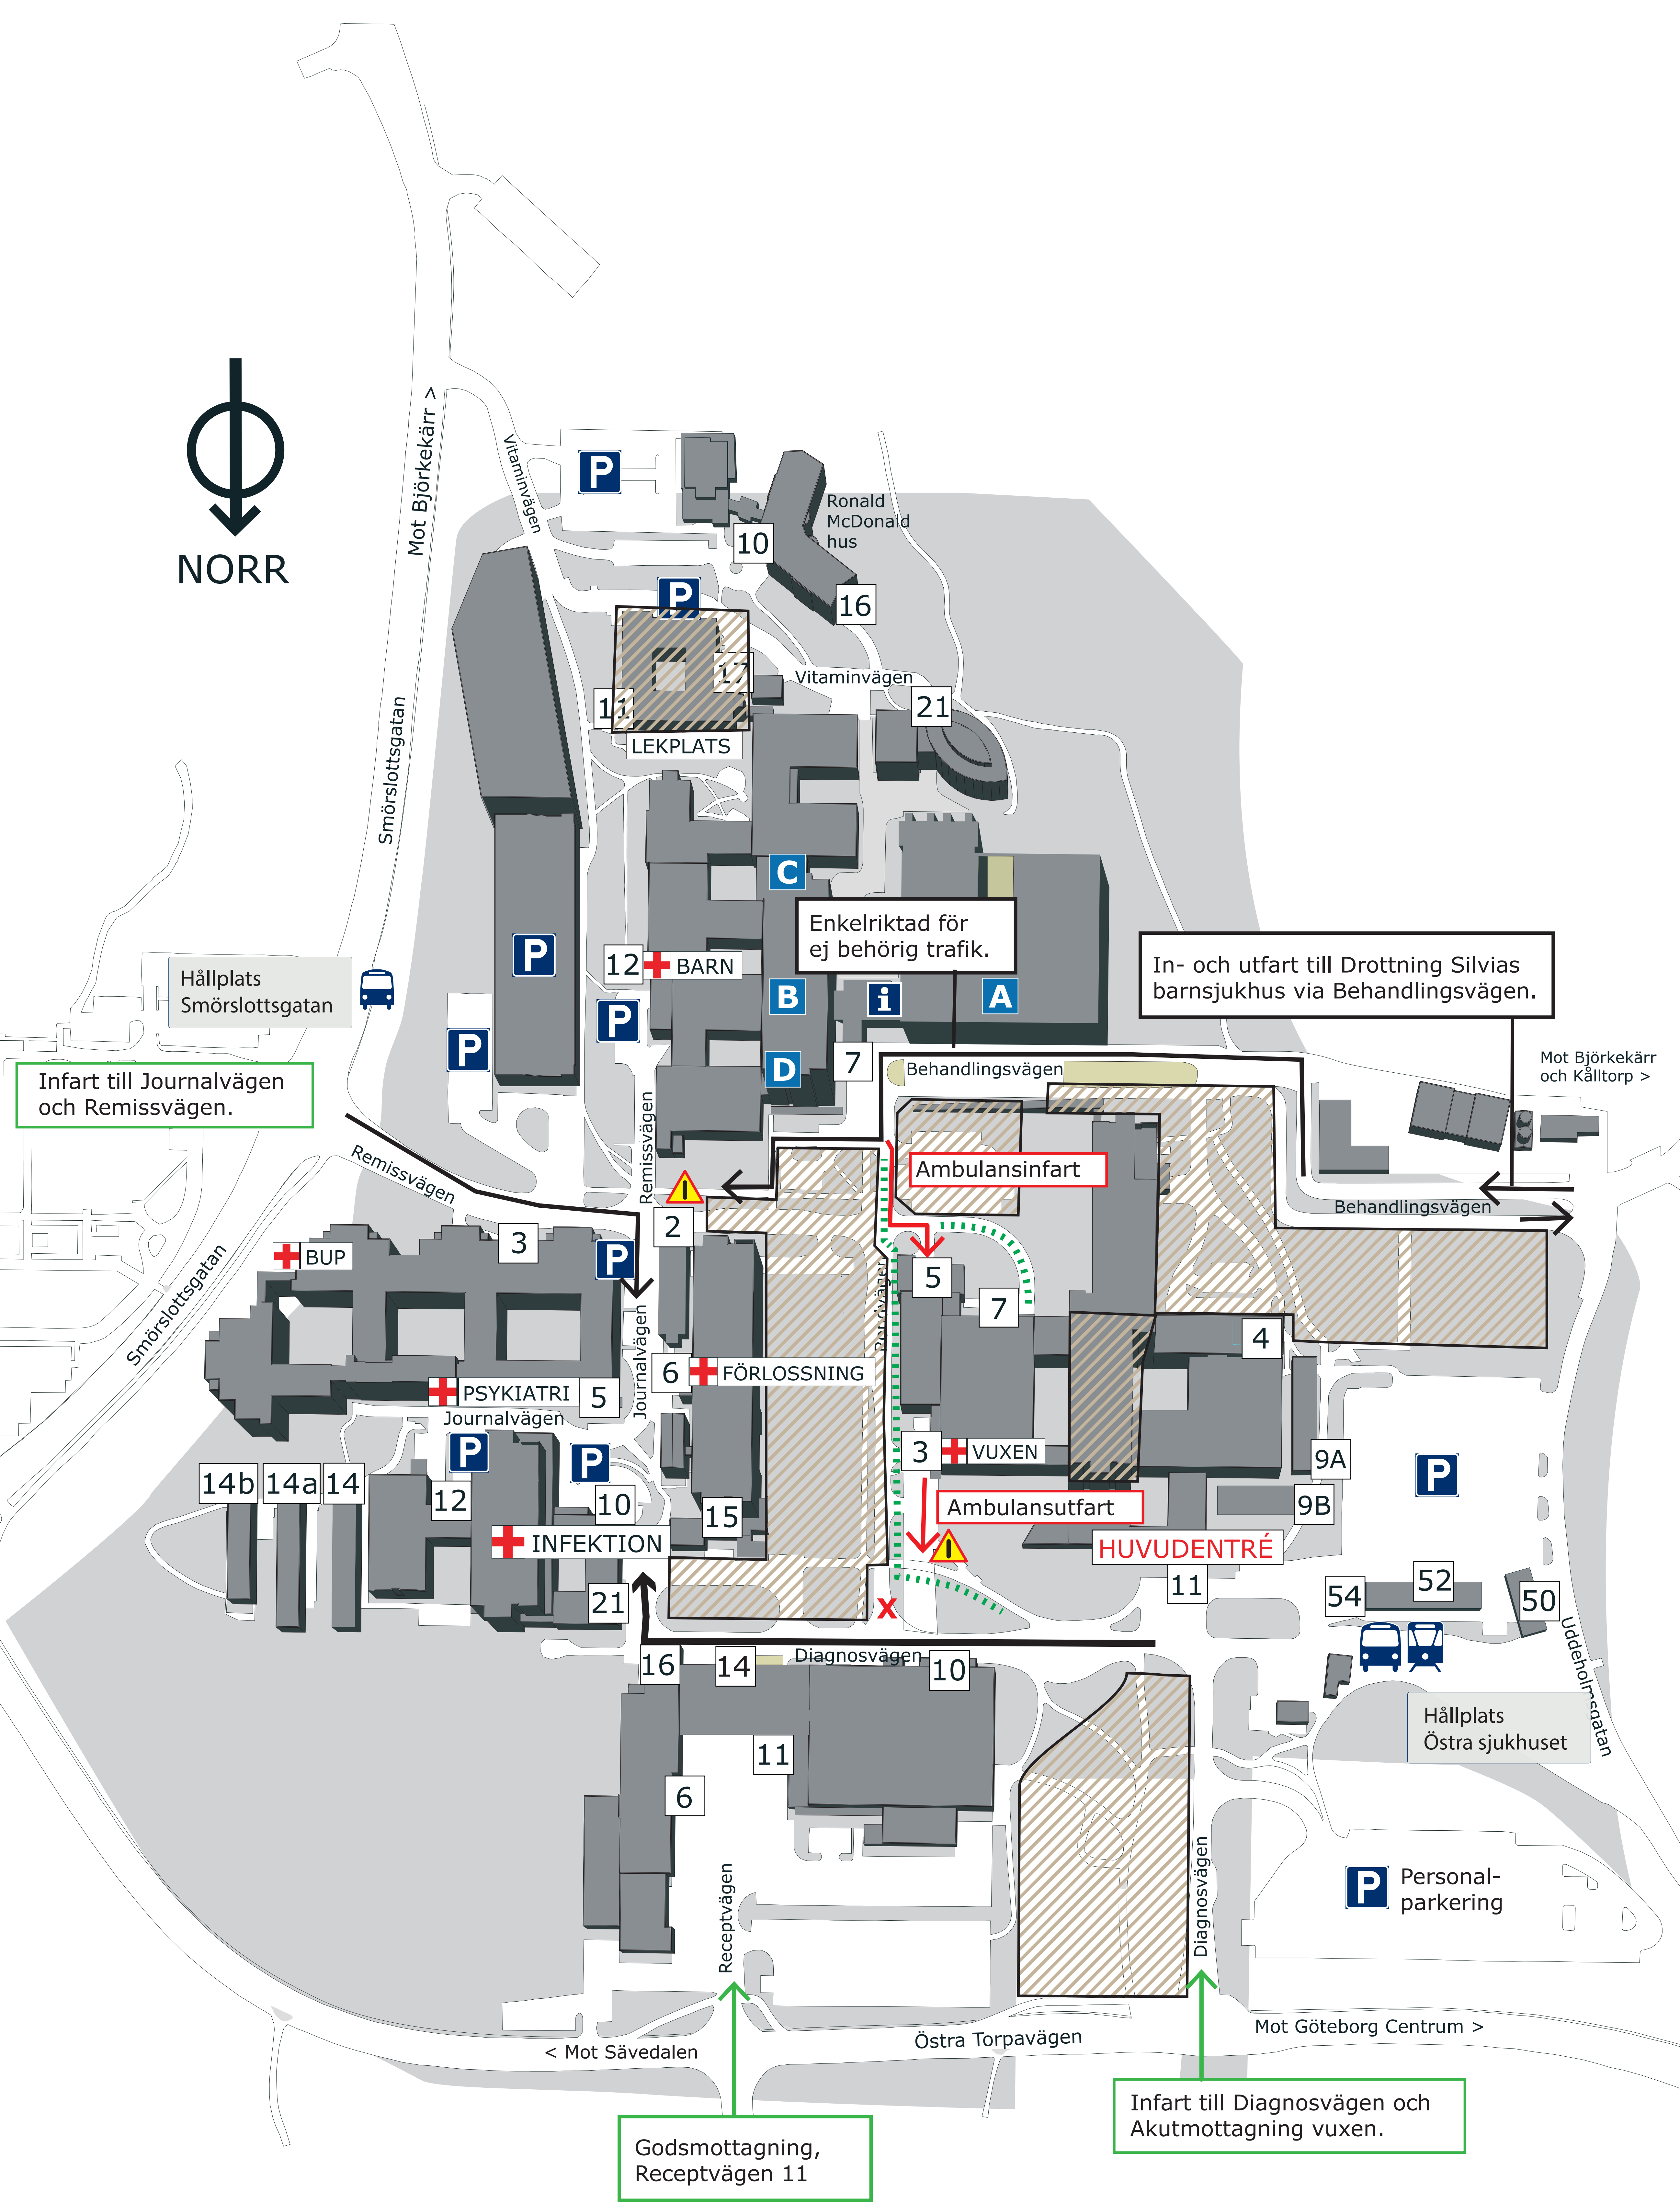 Mot Björkekärr >
NORR
Vitaminvägen
P
Ronald
McDonald
hus
10
16
P
17
11
LEKPLATS
Vitaminvägen
21
Smörslottsgatan
C
Enkelriktad för
ej behörig trafik.
P
12
BARN
B
i
A
In- och utfart till Drottning Silvias
barnsjukhus via Behandlingsvägen.
Hållplats
Smörslottsgatan
P
P
D
7
Behandlingsvägen
Mot Björkekärr
och Kålltorp >
Infart till Journalvägen
och Remissvägen.
Remissvägen
Remissvägen
Ambulansinfart
Behandlingsvägen
2
3
BUP
P
5
7
Smörslottsgatan
Journalvägen
4
6
FÖRLOSSNING
PSYKIATRI
5
Journalvägen
P
P
3
VUXEN
9A
P
14b
14a
14
12
10
15
Ambulansutfart
9B
INFEKTION
HUVUDENTRÉ
11
21
X
54
52
50
Uddeholmsgatan
Diagnosvägen
16
14
10
Hållplats
Östra sjukhuset
11
6
Receptvägen
Diagnosvägen
P
Personal-
parkering
Östra Torpavägen
Mot Göteborg Centrum >
< Mot Sävedalen
Infart till Diagnosvägen och
Akutmottagning vuxen.
Godsmottagning,
Receptvägen 11